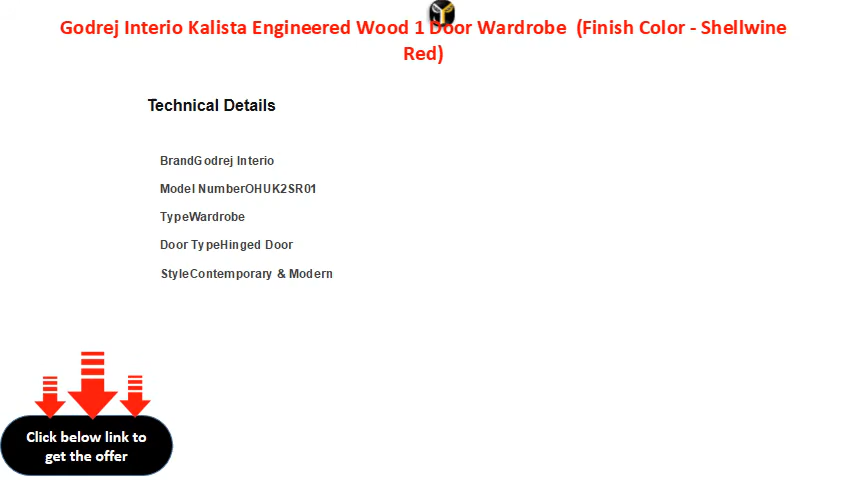 Godrej Interio Kalista Engineered Wood 1 Door Wardrobe (Finish Color - Shellwine
Red)
Technical Details
BrandGodrej Interio
Model NumberOHUK2SR01
TypeWardrobe
Door TypeHinged Door
StyleContemporary & Modern
Click below link to
get the offer